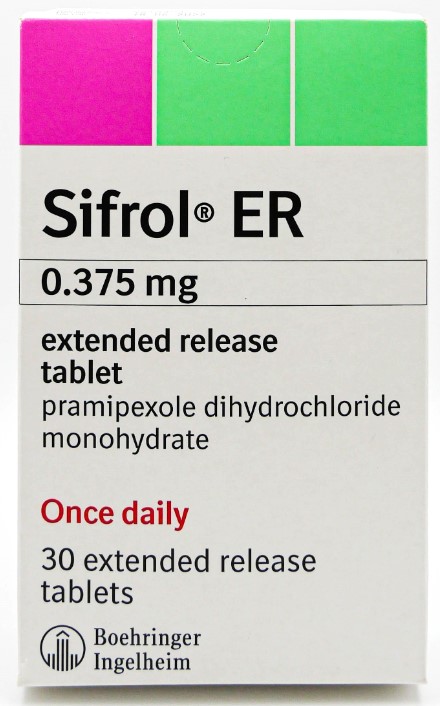 Sifrol® ER
0.375 mg
extended release
tablet
pramipexole dihydrochloride
monohydrate
Once daily
30 extended release
tablets
Boehringer
Ingelheim